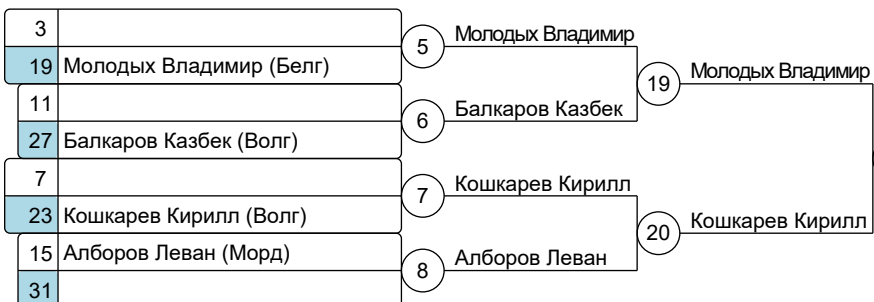 3
19 Молодых Владимир (Белг)
11
27 Балкаров Казбек (Волг)
7
23 Кошкарев Кирилл (Волг)
15 Алборов Леван (Морд)
31
5 Молодых Владимир
6 Балкаров Казбек
7 Кошкарев Кирилл
8 Алборов Леван
19 Молодых Владимир
20 Кошкарев Кирилл